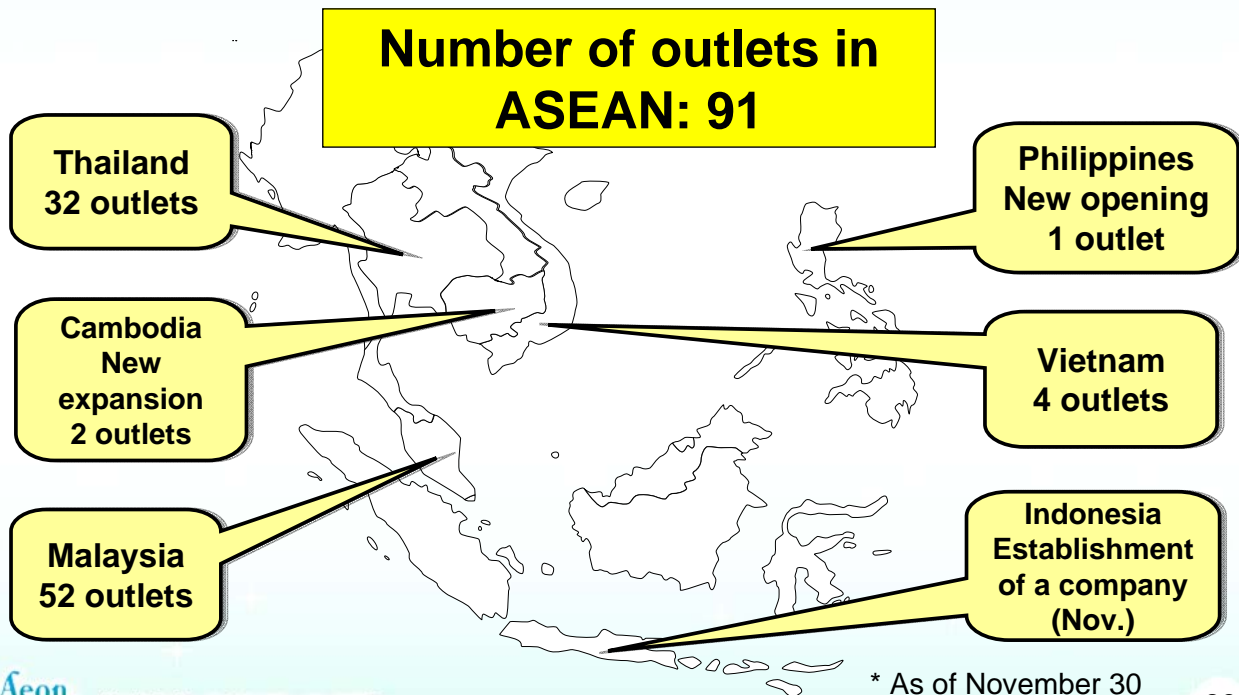 Number of outlets in
ASEAN: 91
Thailand
32 outlets
Philippines
New opening
1 outlet
Cambodia
New
expansion
2 outlets
Vietnam
4 outlets
Malaysia
52 outlets
Indonesia
Establishment
of a company
(Nov.)
* As of November 30
Aeon